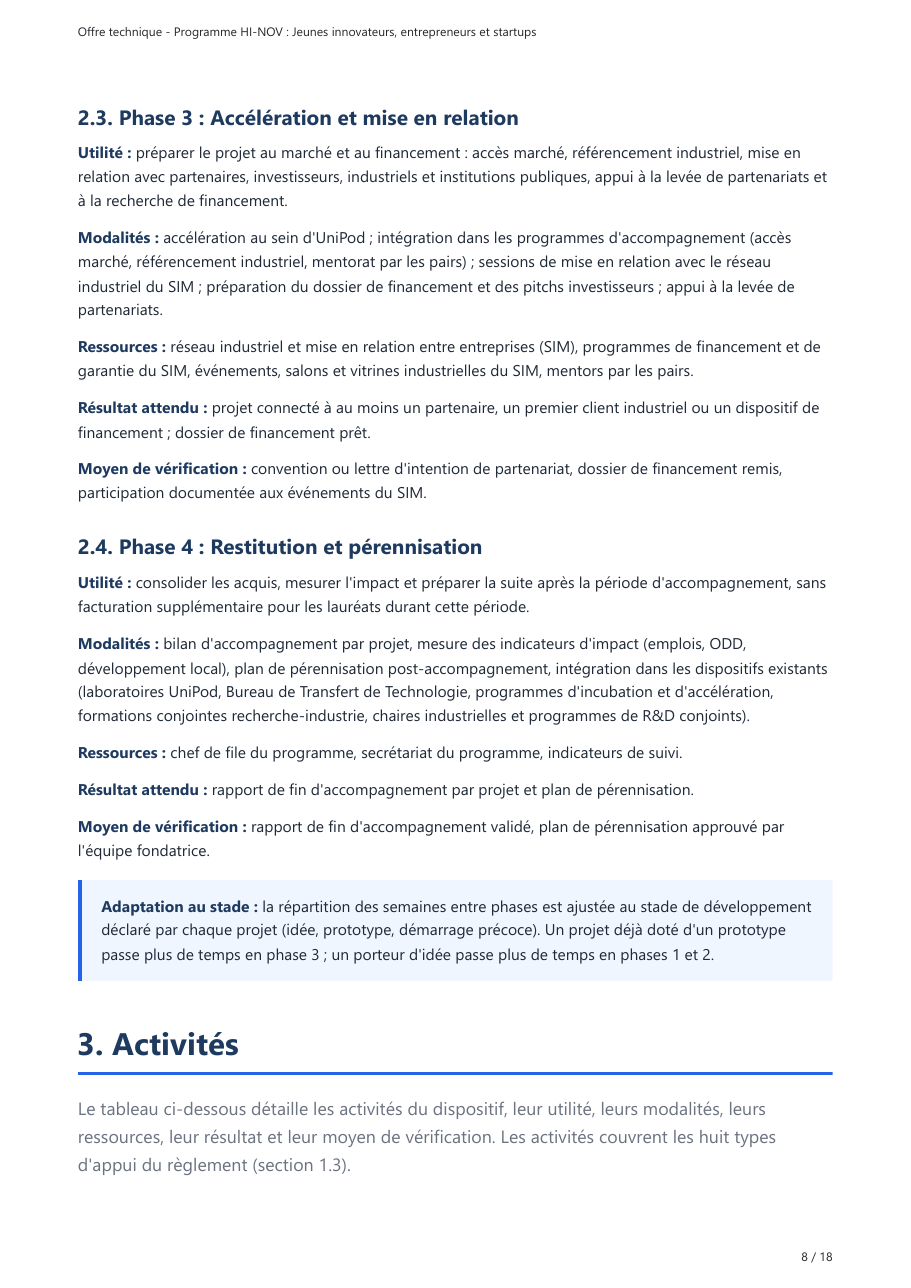 Offre technique - Programme HI-NOV : Jeunes innovateurs, entrepreneurs et startups
2.3. Phase 3 : Accélération et mise en relation
Utilité : préparer le projet au marché et au financement : accès marché, référencement industriel, mise en
relation avec partenaires, investisseurs, industriels et institutions publiques, appui à la levée de partenariats et
à la recherche de financement.
Modalités : accélération au sein d'UniPod ; intégration dans les programmes d'accompagnement (accès
marché, référencement industriel, mentorat par les pairs) ; sessions de mise en relation avec le réseau
industriel du SIM ; préparation du dossier de financement et des pitchs investisseurs ; appui à la levée de
partenariats.
Ressources : réseau industriel et mise en relation entre entreprises (SIM), programmes de financement et de
garantie du SIM, événements, salons et vitrines industrielles du SIM, mentors par les pairs.
Résultat attendu : projet connecté à au moins un partenaire, un premier client industriel ou un dispositif de
financement ; dossier de financement prêt.
Moyen de vérification : convention ou lettre d'intention de partenariat, dossier de financement remis,
participation documentée aux événements du SIM.
2.4. Phase 4 : Restitution et pérennisation
Utilité : consolider les acquis, mesurer l'impact et préparer la suite après la période d'accompagnement, sans
facturation supplémentaire pour les lauréats durant cette période.
Modalités : bilan d'accompagnement par projet, mesure des indicateurs d'impact (emplois, ODD,
développement local), plan de pérennisation post-accompagnement, intégration dans les dispositifs existants
(laboratoires UniPod, Bureau de Transfert de Technologie, programmes d'incubation et d'accélération,
formations conjointes recherche-industrie, chaires industrielles et programmes de R&D conjoints).
Ressources : chef de file du programme, secrétariat du programme, indicateurs de suivi.
Résultat attendu : rapport de fin d'accompagnement par projet et plan de pérennisation.
Moyen de vérification : rapport de fin d'accompagnement validé, plan de pérennisation approuvé par
l'équipe fondatrice.
Adaptation au stade : la répartition des semaines entre phases est ajustée au stade de développement
déclaré par chaque projet (idée, prototype, démarrage précoce). Un projet déjà doté d'un prototype
passe plus de temps en phase 3 ; un porteur d'idée passe plus de temps en phases 1 et 2.
3. Activités
Le tableau ci-dessous détaille les activités du dispositif, leur utilité, leurs modalités, leurs
ressources, leur résultat et leur moyen de vérification. Les activités couvrent les huit types
d'appui du règlement (section 1.3).
8 / 18